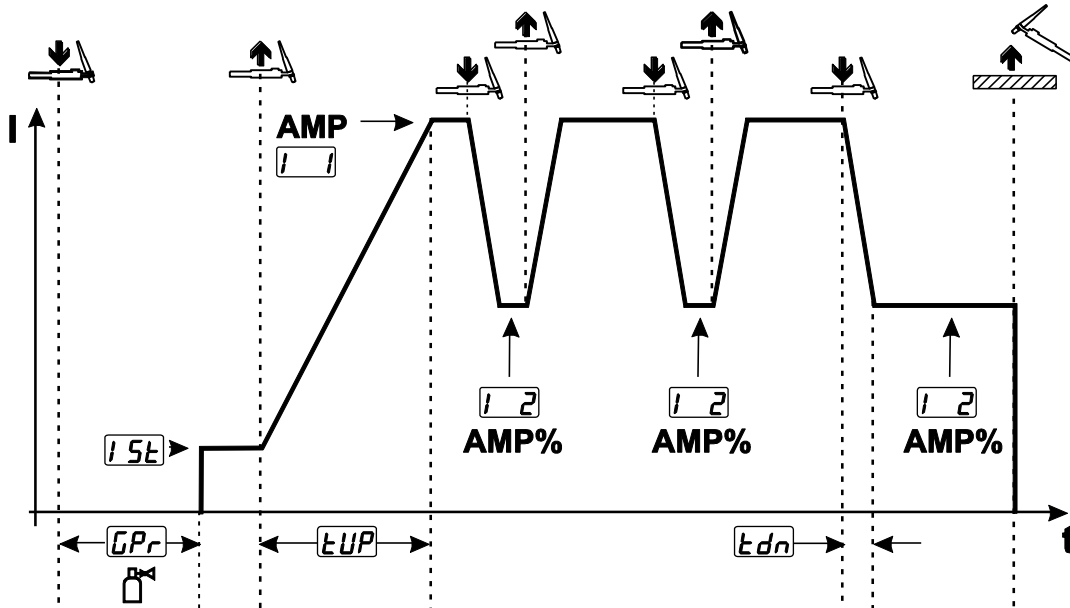 I
AMP
I 1
I St
I 2
AMP%
I 2
AMP%
I 2
AMP%
GPr
tUP
tdn
t